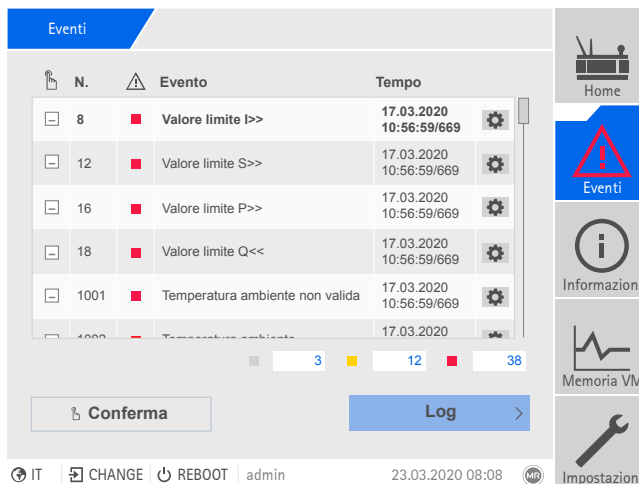 Eventi
N. Evento Tempo
8 Valore limite I>> 17.03.2020 10:56:59/669
12 Valore limite S>> 17.03.2020 10:56:59/669
16 Valore limite P>> 17.03.2020 10:56:59/669
18 Valore limite Q<< 17.03.2020 10:56:59/669
1001 Temperatura ambiente non valida 17.03.2020 10:56:59/669
17.03.2020
3 12 38
Conferma Log
IT CHANGE REBOOT admin 23.03.2020 08:08 MR
Home
Eventi
Informazion
Memoria VM
Impostazion